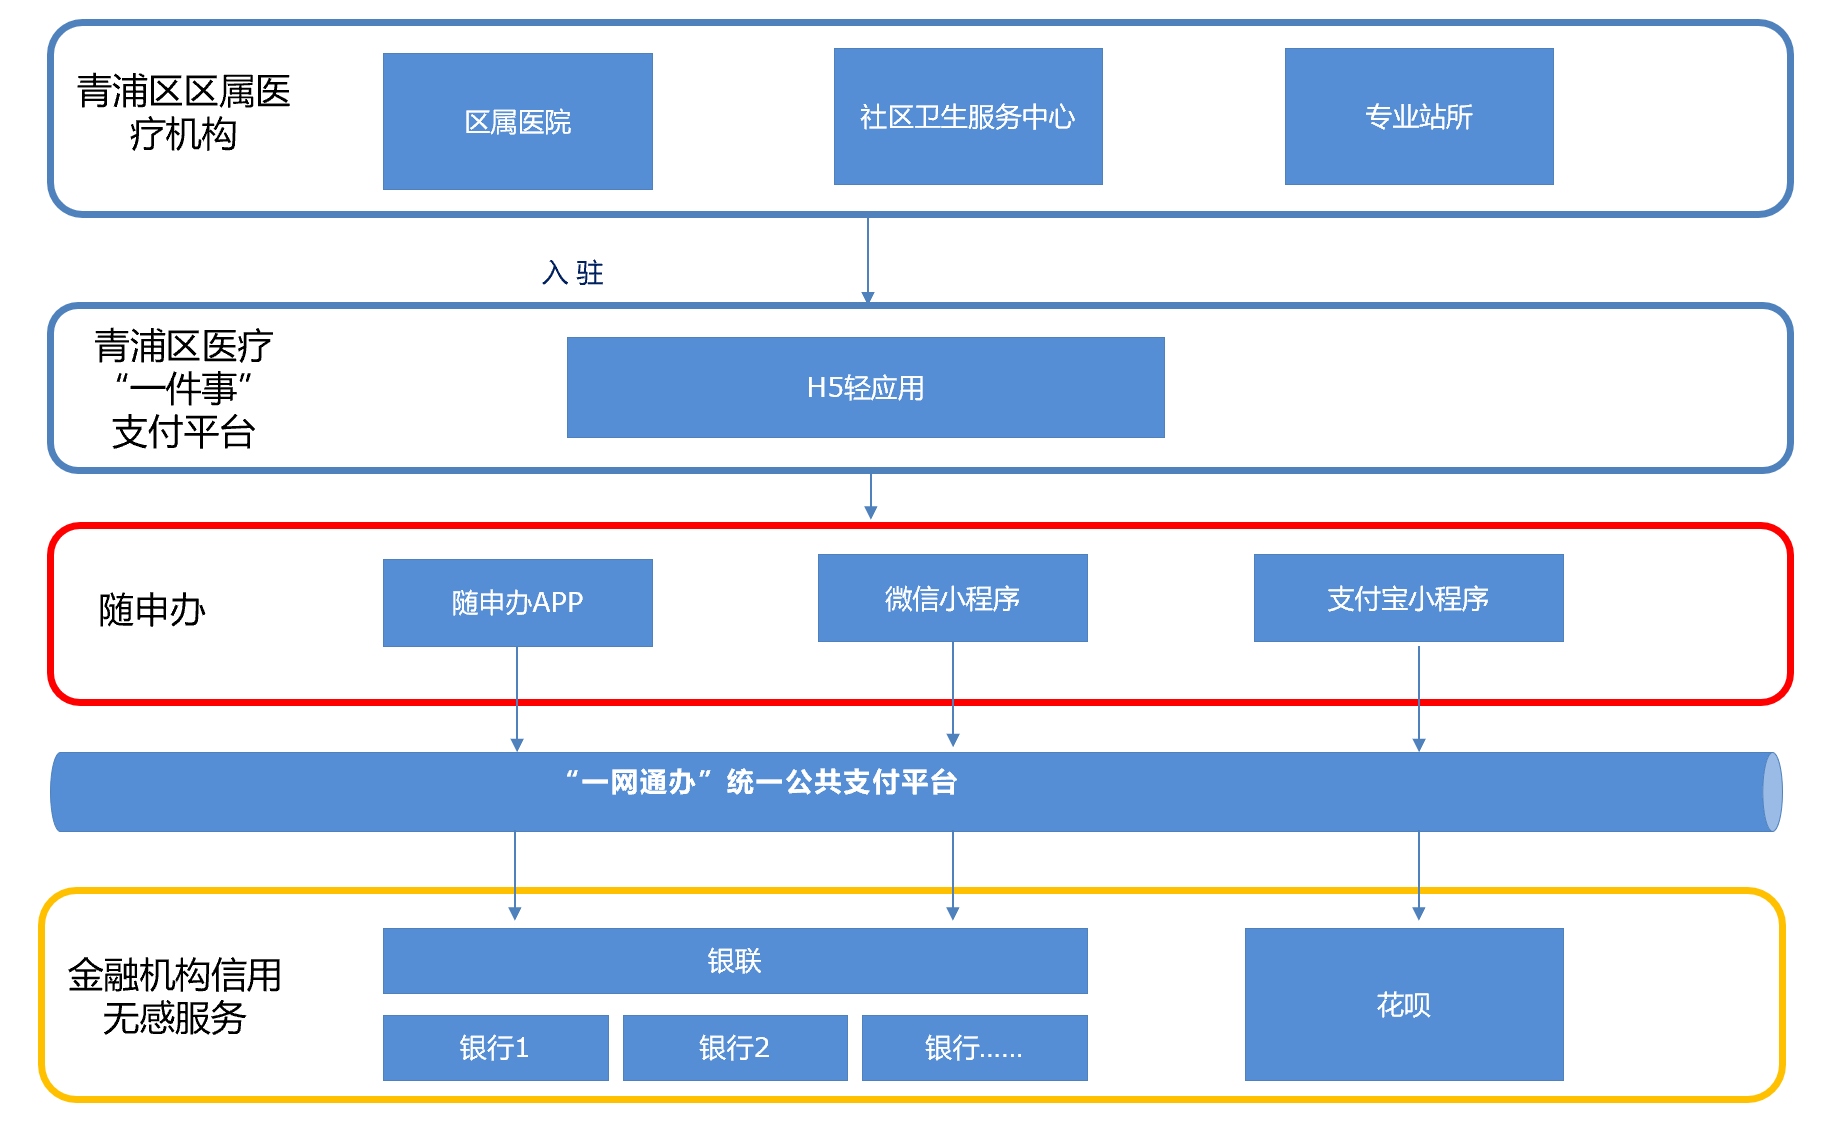 青浦区区属医
疗机构
区属医院
社区卫生服务中心
专业站所
入 驻
青浦区医疗
“一件事”
支付平台
H5轻应用
随申办
随申办APP
微信小程序
支付宝小程序
“一网通办”统一公共支付平台
金融机构信用
无感服务
银联
银行1
银行2
银行……
花呗